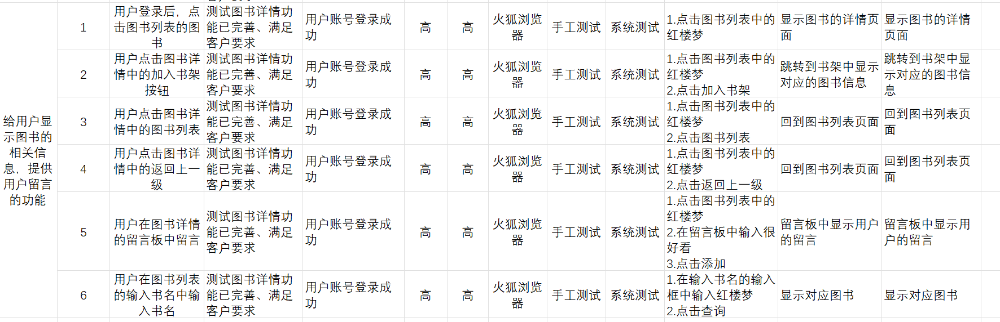 给用户显
示图书的
相关信
息，提供
用户留言
的功能
1
用户登录后，点
击图书列表的图
书
测试图书详情功
能已完善、满足
客户要求
用户账号登录成
功
高
高
火狐浏览
器
手工测试
系统测试
1.点击图书列表中的
红楼梦
显示图书的详情页
面
显示图书的详情
页面
2
用户点击图书详
情中的加入书架
按钮
测试图书详情功
能已完善、满足
客户要求
用户账号登录成
功
高
高
火狐浏览
器
手工测试
系统测试
1.点击图书列表中的
红楼梦
2.点击加入书架
跳转到书架中显示
对应的图书信息
跳转到书架中显
示对应的图书信
息
3
用户点击图书详
情中的图书列表
测试图书详情功
能已完善、满足
客户要求
用户账号登录成
功
高
高
火狐浏览
器
手工测试
系统测试
1.点击图书列表中的
红楼梦
2.点击图书列表
回到图书列表页面
回到图书列表页
面
4
用户点击图书详
情中的返回上一
级
测试图书详情功
能已完善、满足
客户要求
用户账号登录成
功
高
高
火狐浏览
器
手工测试
系统测试
1.点击图书列表中的
红楼梦
2.点击返回上一级
回到图书列表页面
回到图书列表页
面
5
用户在图书详情
的留言板中留言
测试图书详情功
能已完善、满足
客户要求
用户账号登录成
功
高
高
火狐浏览
器
手工测试
系统测试
1.点击图书列表中的
红楼梦
2.在留言板中输入很
好看
3.点击添加
留言板中显示用户
的留言
留言板中显示用
户的留言
6
用户在图书列表
的输入书名中输
入书名
测试图书详情功
能已完善、满足
客户要求
用户账号登录成
功
高
高
火狐浏览
器
手工测试
系统测试
1.在输入书名的输入
框中输入红楼梦
2.点击查询
显示对应图书
显示对应图书